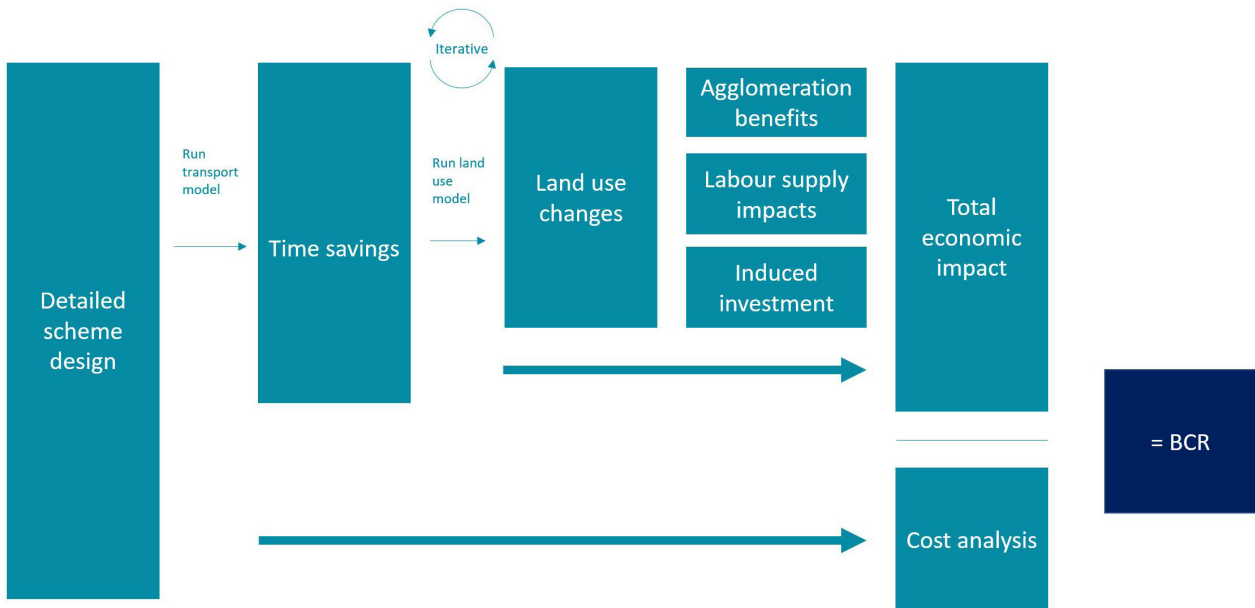 Detailed
scheme
design
Run
transport
model
Time savings
Iterative
Run land
use model
Land use
changes
Agglomeration
benefits
Labour supply
impacts
Induced
investment
Total
economic
impact
Cost analysis
= BCR